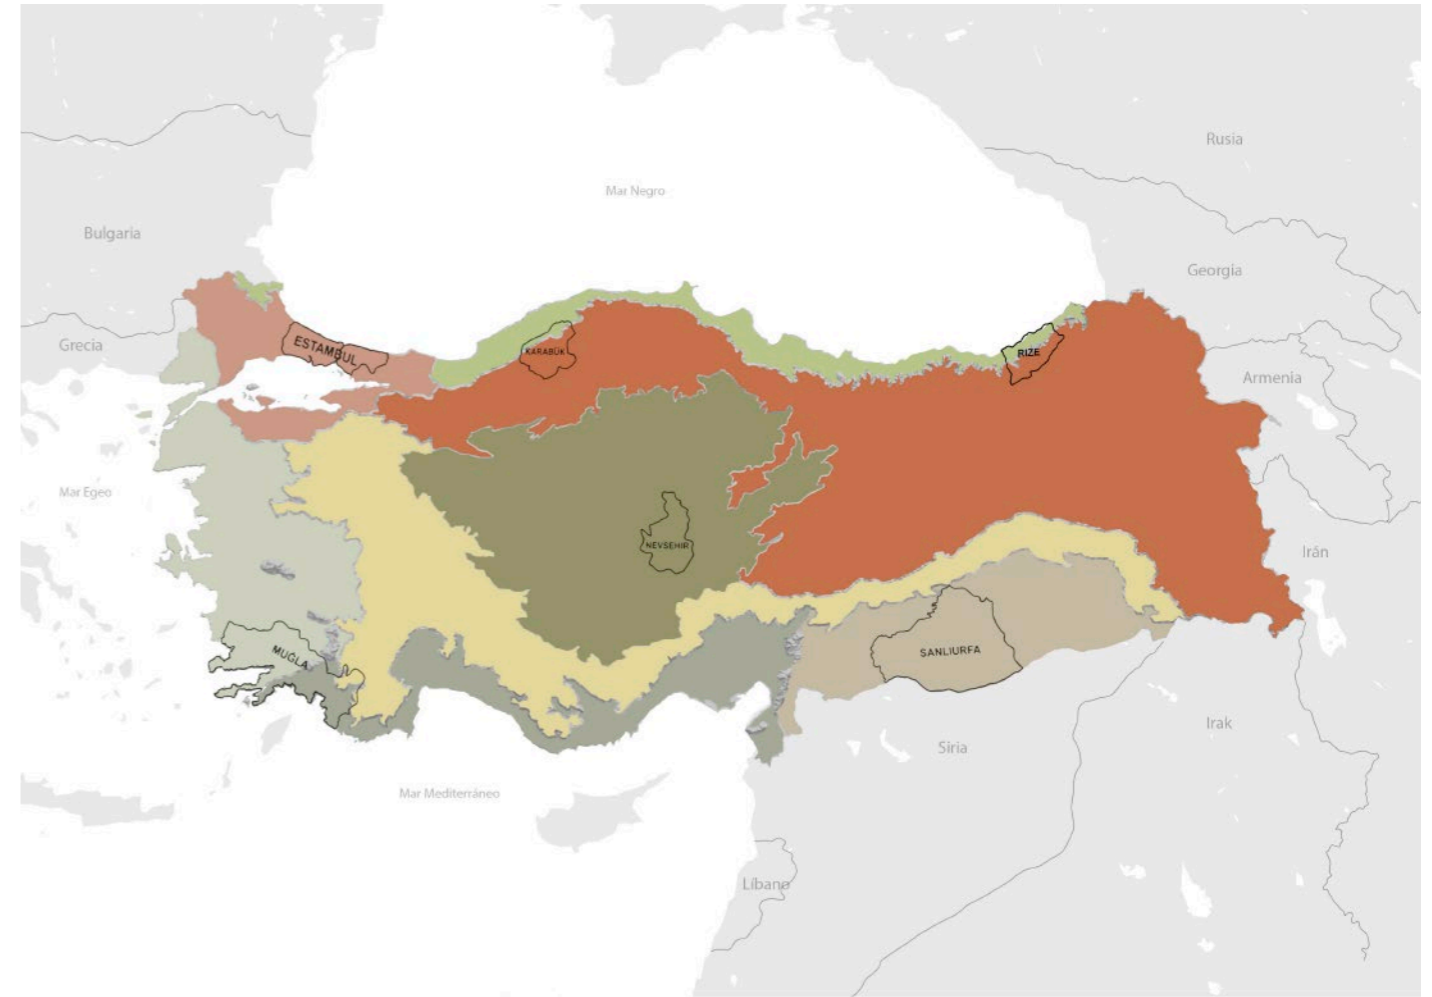 Rusia
Mar Negro
Bulgaria
Georgia
Grecia
ESTAMBUL
KARABÜK
RIZE
Armenia
Mar Egeo
NEVSEHIR
Irán
MUĞLA
SANLIURFA
Irak
Siria
Mar Mediterráneo
Líbano